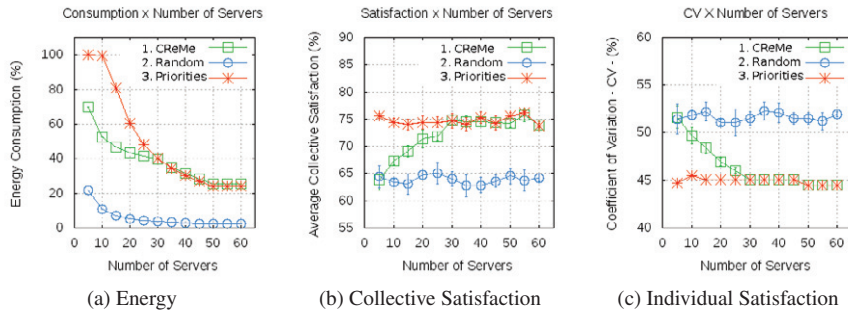 Consumption x Number of Servers
Energy Consumption (%)
100
80
60
40
20
0
1. CReMe
2. Random
3. Priorities
0 10 20 30 40 50 60
Number of Servers
(a) Energy
Satisfaction x Number of Servers
Average Collective Satisfaction (%)
90
85
80
75
70
65
60
55
1. CReMe
2. Random
3. Priorities
0 10 20 30 40 50 60
Number of Servers
(b) Collective Satisfaction
CV X Number of Servers
Coefficient of Variation - CV - (%)
60
55
50
45
40
1. CReMe
2. Random
3. Priorities
0 10 20 30 40 50 60
Number of Servers
(c) Individual Satisfaction